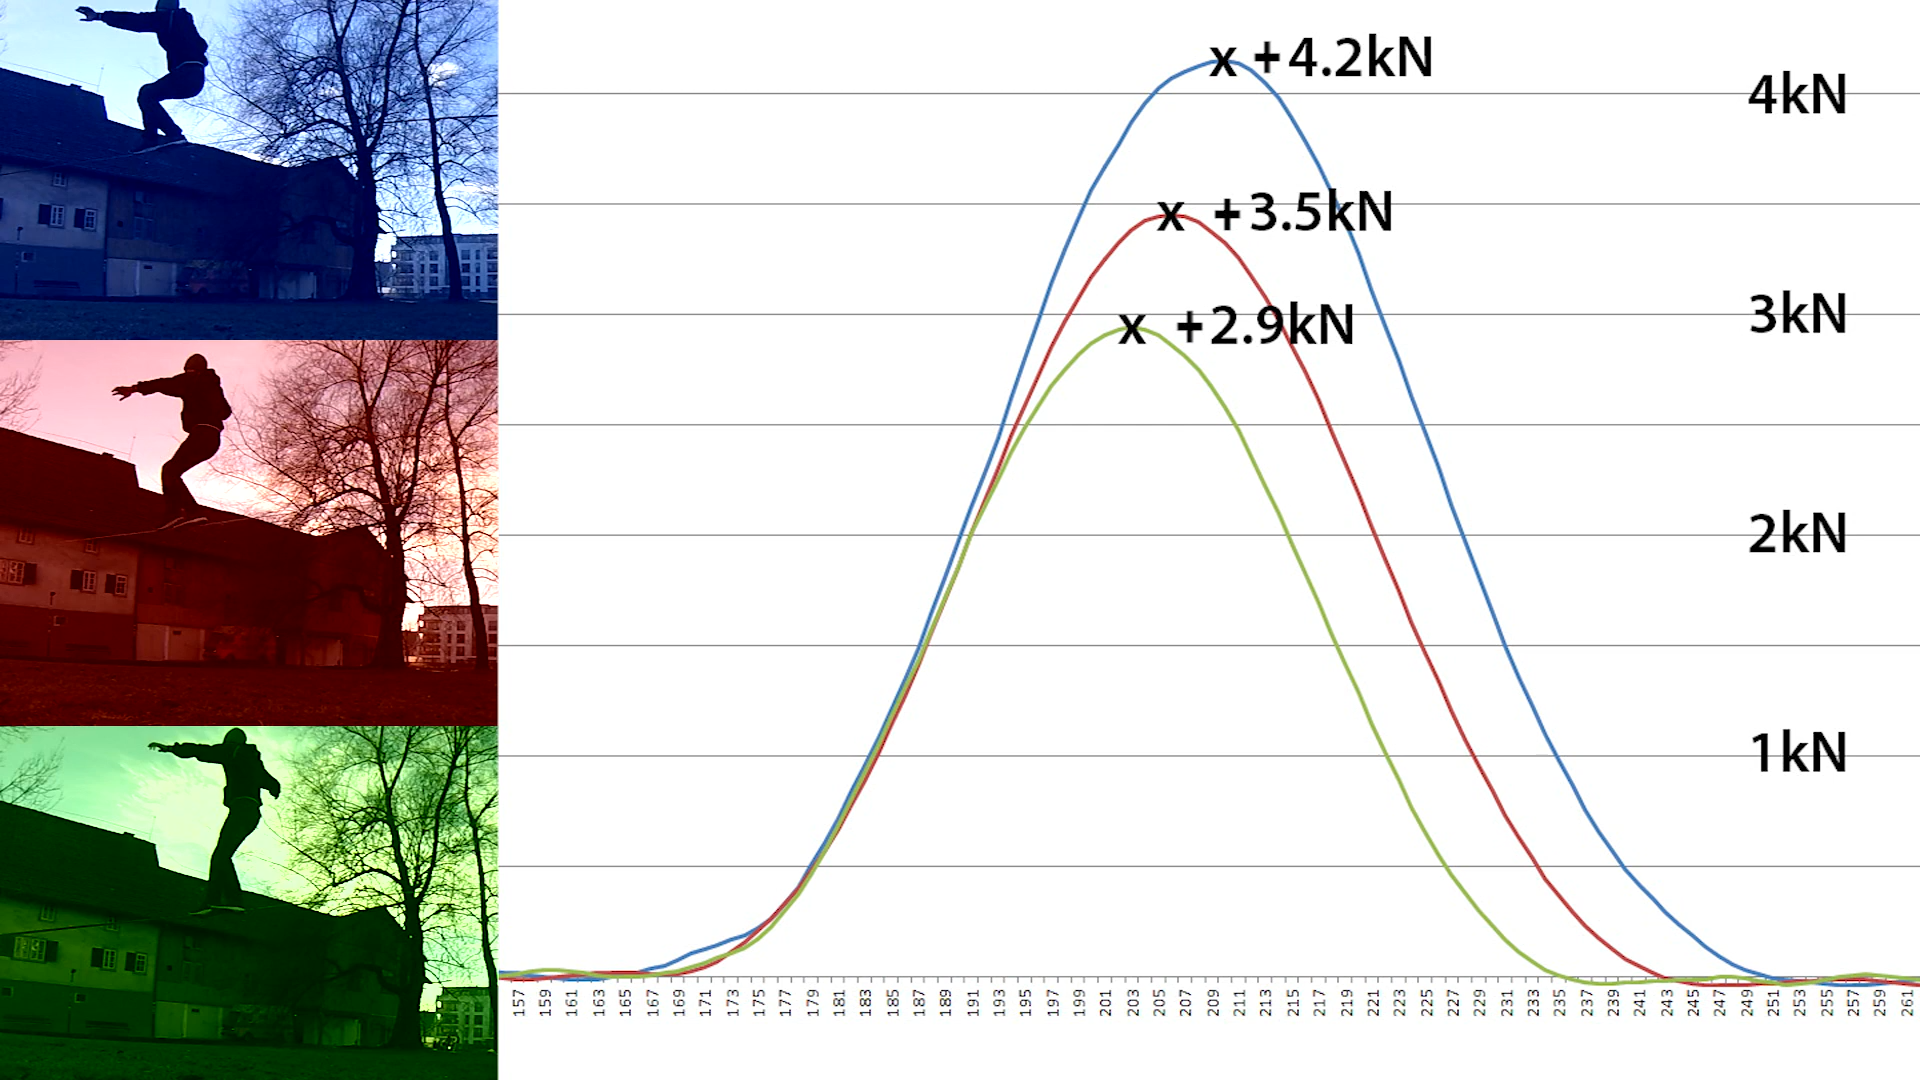 x +4.2kN
4kN
x +3.5kN
3kN
x +2.9kN
2kN
1kN
157 159 161 163 165 167 169 171 173 175 177 179 181 183 185 187 189 191 193 195 197 199 201 203 205 207 209 211 213 215 217 219 221 223 225 227 229 231 233 235 237 239 241 243 245 247 249 251 253 255 257 259 261